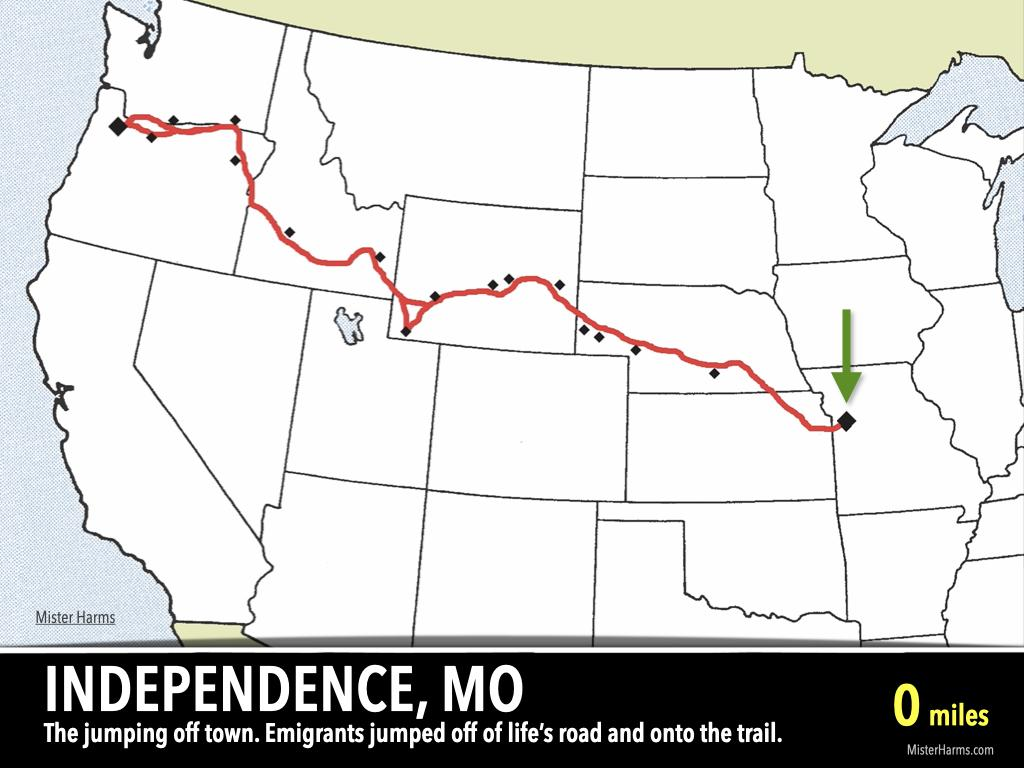 Mister Harms
INDEPENDENCE, MO
The jumping off town. Emigrants jumped off of life's road and onto the trail.
0 miles
MisterHarms.com